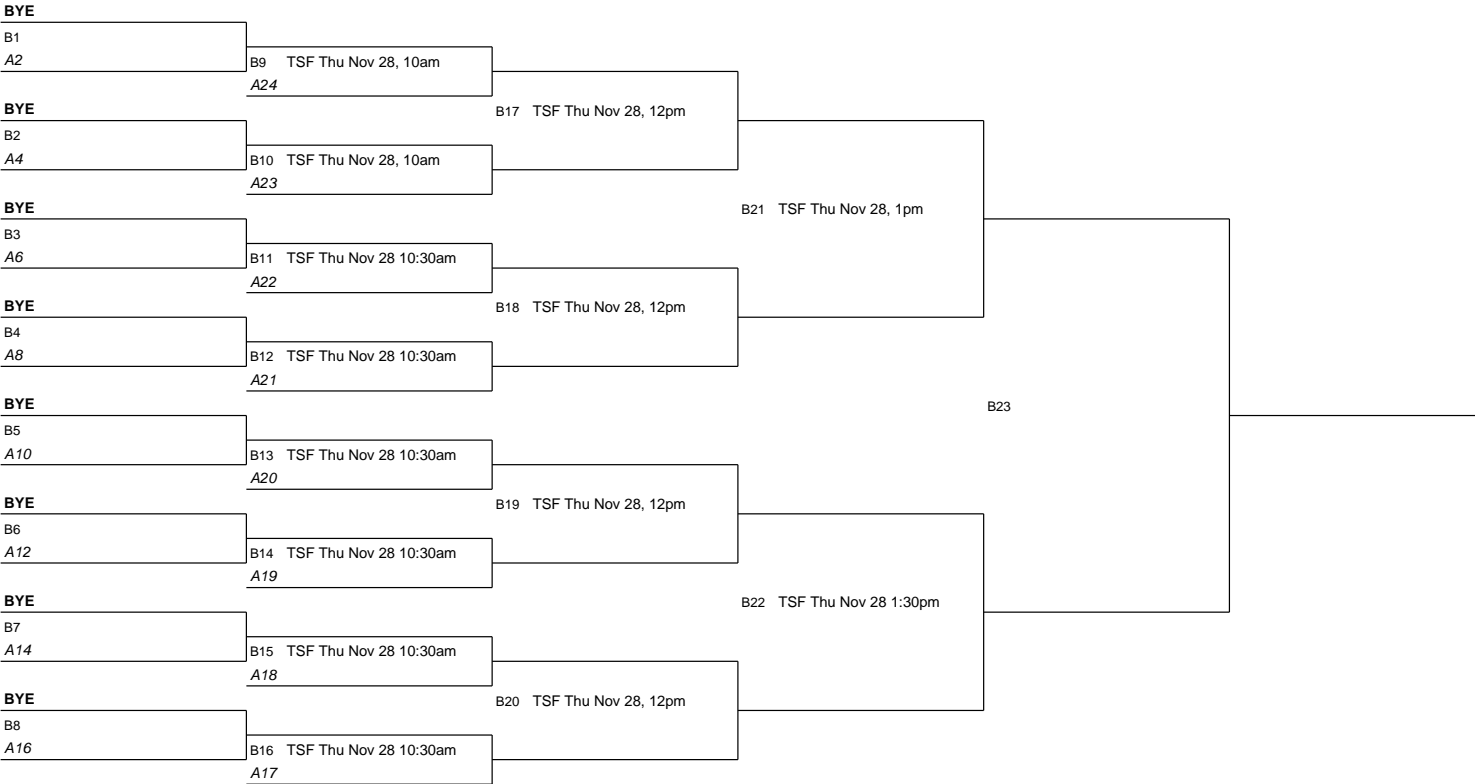 BYE
B1
A2
B9 TSF Thu Nov 28, 10am
A24
BYE
B17 TSF Thu Nov 28, 12pm
B2
A4
B10 TSF Thu Nov 28, 10am
A23
BYE
B21 TSF Thu Nov 28, 1pm
B3
A6
B11 TSF Thu Nov 28 10:30am
A22
BYE
B18 TSF Thu Nov 28, 12pm
B4
A8
B12 TSF Thu Nov 28 10:30am
A21
BYE
B23
B5
A10
B13 TSF Thu Nov 28 10:30am
A20
BYE
B19 TSF Thu Nov 28, 12pm
B6
A12
B14 TSF Thu Nov 28 10:30am
A19
BYE
B22 TSF Thu Nov 28 1:30pm
B7
A14
B15 TSF Thu Nov 28 10:30am
A18
BYE
B20 TSF Thu Nov 28, 12pm
B8
A16
B16 TSF Thu Nov 28 10:30am
A17